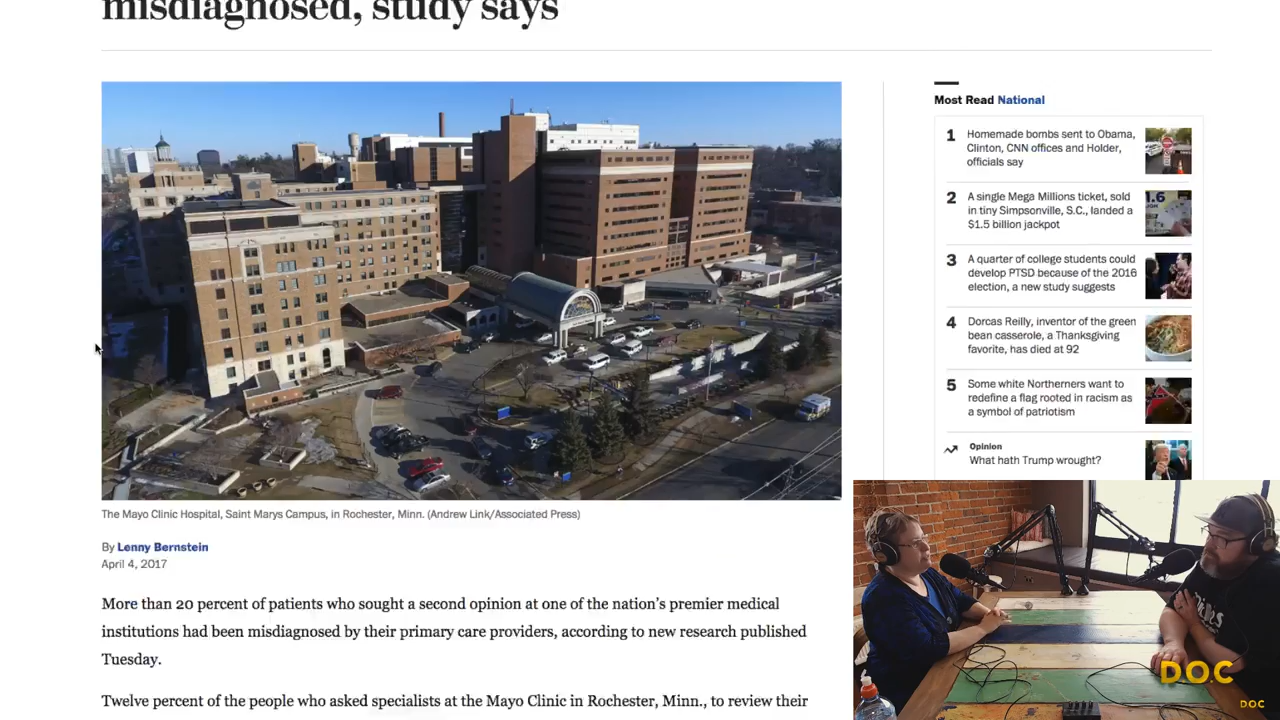 misdiagnosed, study says
The Mayo Clinic Hospital, Saint Marys Campus, in Rochester, Minn. (Andrew Link/Associated Press)
By Lenny Bernstein
April 4, 2017
More than 20 percent of patients who sought a second opinion at one of the nation's premier medical
institutions had been misdiagnosed by their primary care providers, according to new research published
Tuesday.
Twelve percent of the people who asked specialists at the Mayo Clinic in Rochester, Minn., to review their
Most Read National
1
Homemade bombs sent to Obama,
Clinton, CNN offices and Holder,
officials say
2
A single Mega Millions ticket, sold
in tiny Simpsonville, S.C., landed a
$1.5 billion jackpot
3
A quarter of college students could
develop PTSD because of the 2016
election, a new study suggests
4
Dorcas Reilly, inventor of the green
bean casserole, a Thanksgiving
favorite, has died at 92
5
Some white Northerners want to
redefine a flag rooted in racism as
a symbol of patriotism
Opinion
What hath Trump wrought?
D.O.C
DOC